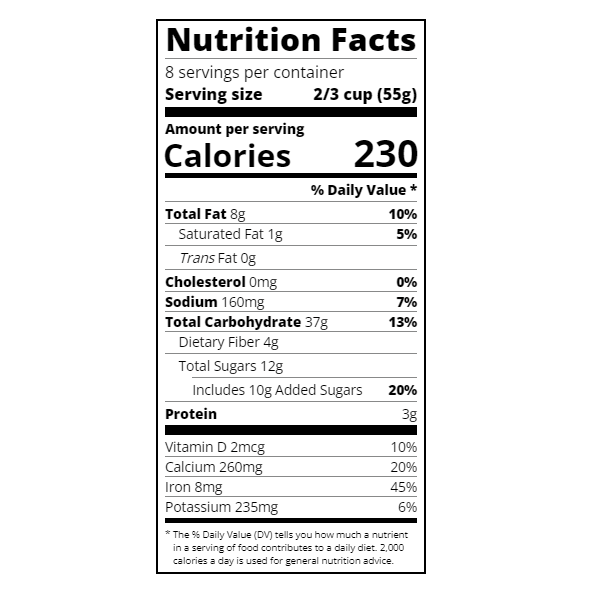 Nutrition Facts
8 servings per container
Serving size 2/3 cup (55g)
Amount per serving
Calories 230
% Daily Value *
Total Fat 8g 10%
Saturated Fat 1g 5%
Trans Fat 0g
Cholesterol 0mg 0%
Sodium 160mg 7%
Total Carbohydrate 37g 13%
Dietary Fiber 4g
Total Sugars 12g
Includes 10g Added Sugars 20%
Protein 3g
Vitamin D 2mcg 10%
Calcium 260mg 20%
Iron 8mg 45%
Potassium 235mg 6%
* The % Daily Value (DV) tells you how much a nutrient
in a serving of food contributes to a daily diet. 2,000
calories a day is used for general nutrition advice.